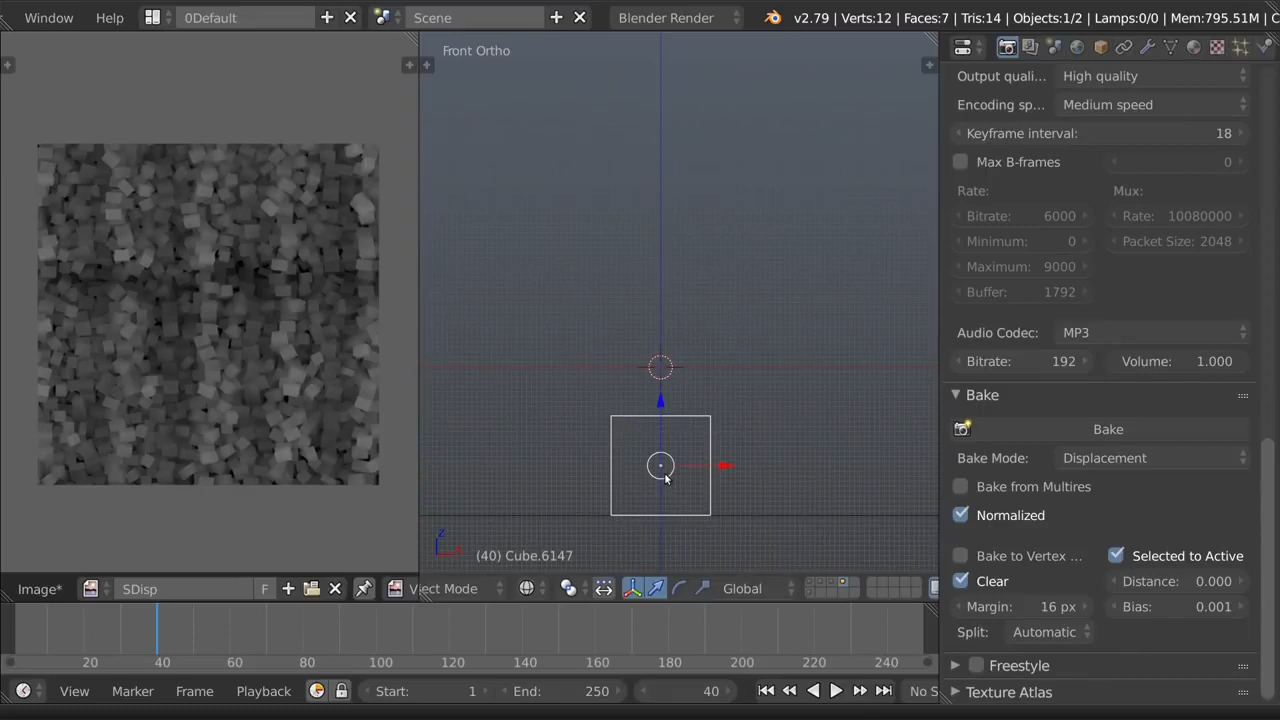 Window Help 0Default Scene Blender Render v2.79 | Verts:12 | Faces:7 | Tris:14 | Objects:1/2 | Lamps:0/0 | Mem:795.51M | C
Front Ortho
Output quali... High quality
Encoding sp... Medium speed
Keyframe interval: 18
Max B-frames 0
Rate: Mux:
Bitrate: 6000 Rate: 10080000
Minimum: 0 Packet Size: 2048
Maximum: 9000
Buffer: 1792
Audio Codec: MP3
Bitrate: 192 Volume: 1.000
Bake
Bake
Bake Mode: Displacement
Bake from Multires
Normalized
Bake to Vertex ... Selected to Active
Clear Distance: 0.000
Margin: 16 px Bias: 0.001
Split: Automatic
Freestyle
Texture Atlas
z
x
(40) Cube.6147
Image* SDisp F ject Mode Global
20 40 60 80 100 120 140 160 180 200 220 240
View Marker Frame Playback Start: 1 End: 250 40 No S